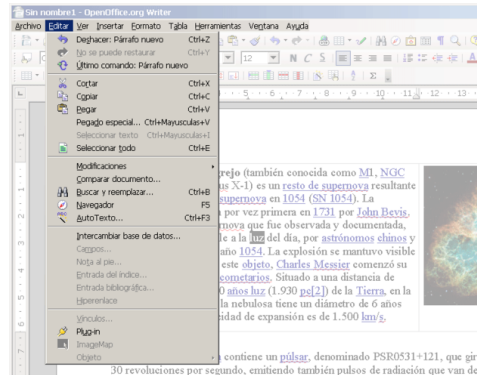 Sin nombre1 - OpenOffice.org Writer
Archivo Editar Ver Insertar Formato Tabla Herramientas Ventana Ayuda
Deshacer: Párrafo nuevo Ctrl+Z
No se puede restaurar Ctrl+Y
Último comando: Párrafo nuevo
Cortar Ctrl+X
Copiar Ctrl+C
Pegar Ctrl+V
Pegado especial... Ctrl+Mayusculas+V
Seleccionar texto Ctrl+Mayusculas+I
Seleccionar todo Ctrl+E
Modificaciones
Comparar documento...
Buscar y reemplazar... Ctrl+B
Navegador F5
AutoTexto... Ctrl+F3
Intercambiar base de datos...
Campos...
Nota al pie...
Entrada del índice...
Entrada bibliográfica...
Hiperenlace
Vínculos...
Plug-in
ImageMap
Objeto
12 N C S
5 6 7 8 9 10 11 12 13
rejo (también conocida como M1, NGC
us X-1) es un resto de supernova resultante
supernova en 1054 (SN 1054). La
por vez primera en 1731 por John Bevis.
rnova que fue observada y documentada,
le a la luz del día, por astrónomos chinos y
año 1054. La explosión se mantuvo visible
este objeto, Charles Messier comenzó su
cometarios. Situado a una distancia de
0 años luz (1.930 pc[2]) de la Tierra, en la
la nebulosa tiene un diámetro de 6 años
cidad de expansión es de 1.500 km/s.
contiene un púlsar, denominado PSR0531+121, que gir
30 revoluciones por segundo, emitiendo también pulsos de radiación que van de